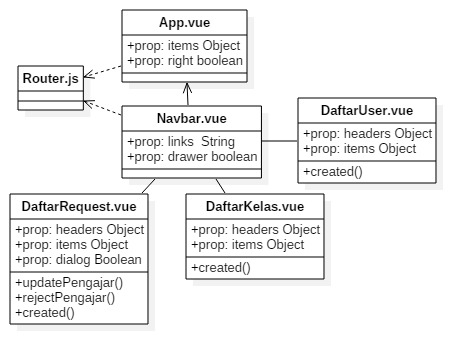 App.vue
+prop: items Object
+prop: right boolean
Router.js
Navbar.vue
+prop: links  String
+prop: drawer boolean
DaftarUser.vue
+prop: headers Object
+prop: items Object
+created()
DaftarRequest.vue
+prop: headers Object
+prop: items Object
+prop: dialog Boolean
+updatePengajar()
+rejectPengajar()
+created()
DaftarKelas.vue
+prop: headers Object
+prop: items Object
+created()